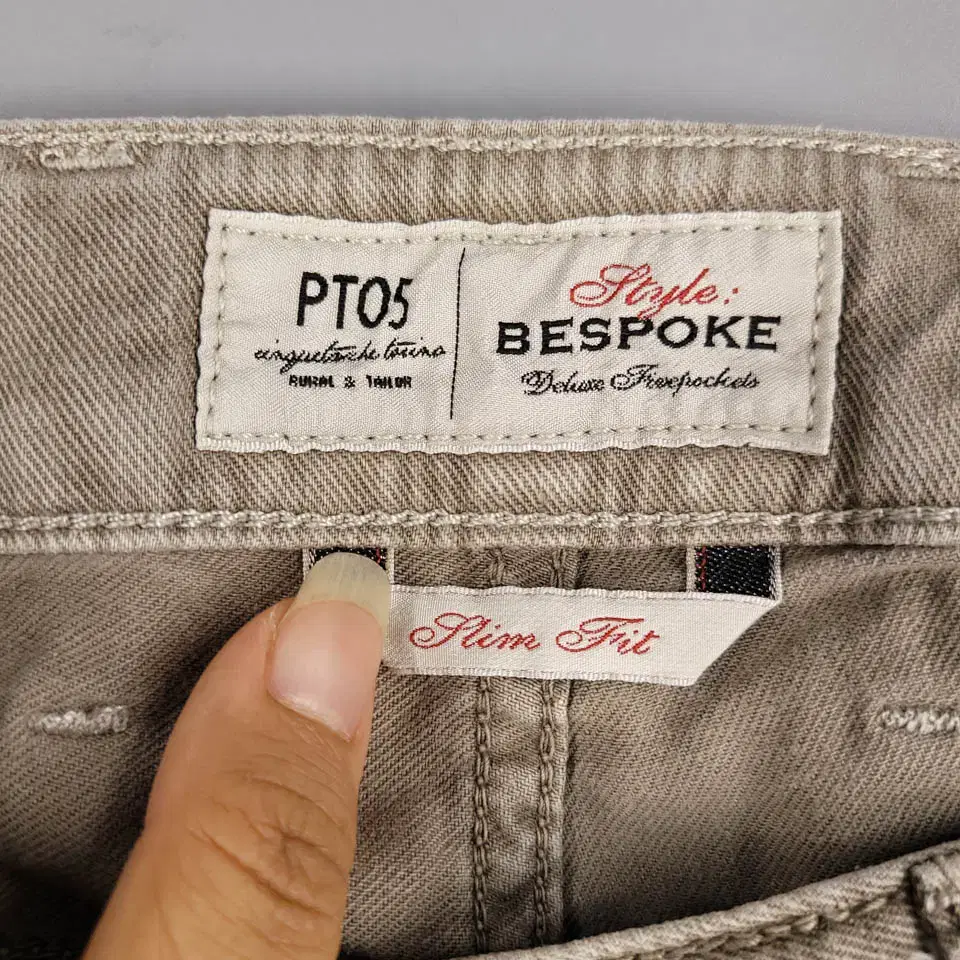 PT05
cinquetasche torino
RURAL & TAILOR
Style:
BESPOKE
Deluxe Fivepockets
Slim Fit